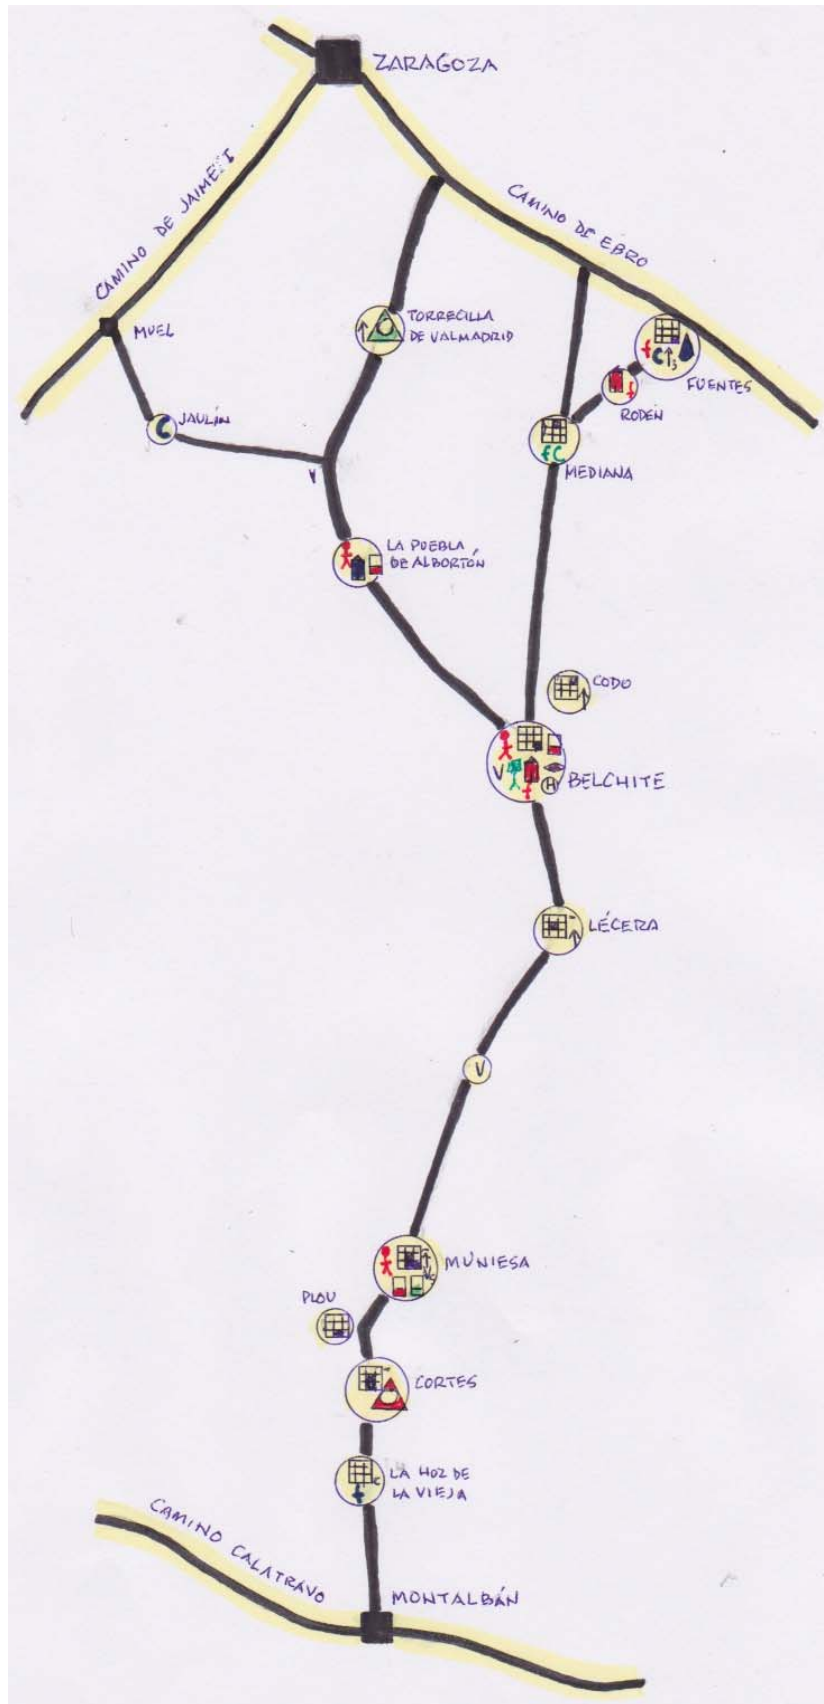 ZARAGOZA
CAMINO DE JAIME I
CAMINO DE EBRO
TORRECILLA
DE VALMADRID
MUEL
FUENTES
RODEN
JAULÍN
MEDIANA
V
LA PUEBLA
DE ALBORTÓN
CODO
V
H
BELCHITE
LÉCERA
V
MUNIESA
PLOU
CORTES
LA HOZ DE
LA VIEJA
CAMINO CALATRAVO
MONTALBÁN